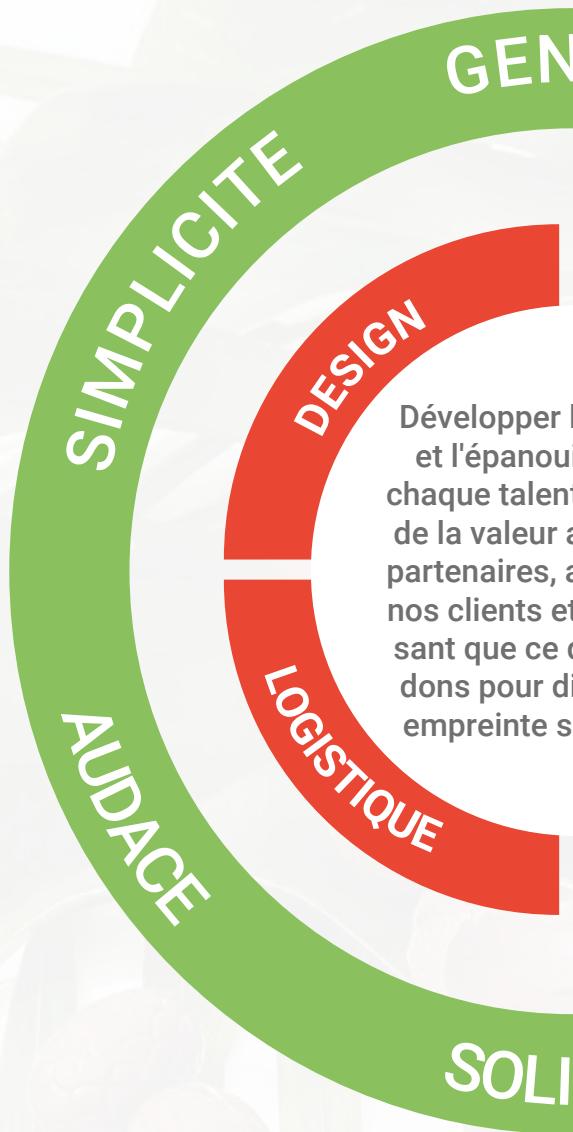 GEN
SIMPLICITE
DESIGN
Développer
et l'épanoui
chaque talent
de la valeur a
partenaires, a
nos clients et
sant que ce
dons pour di
empreinte s
LOGISTIQUE
AUDACE
SOLI